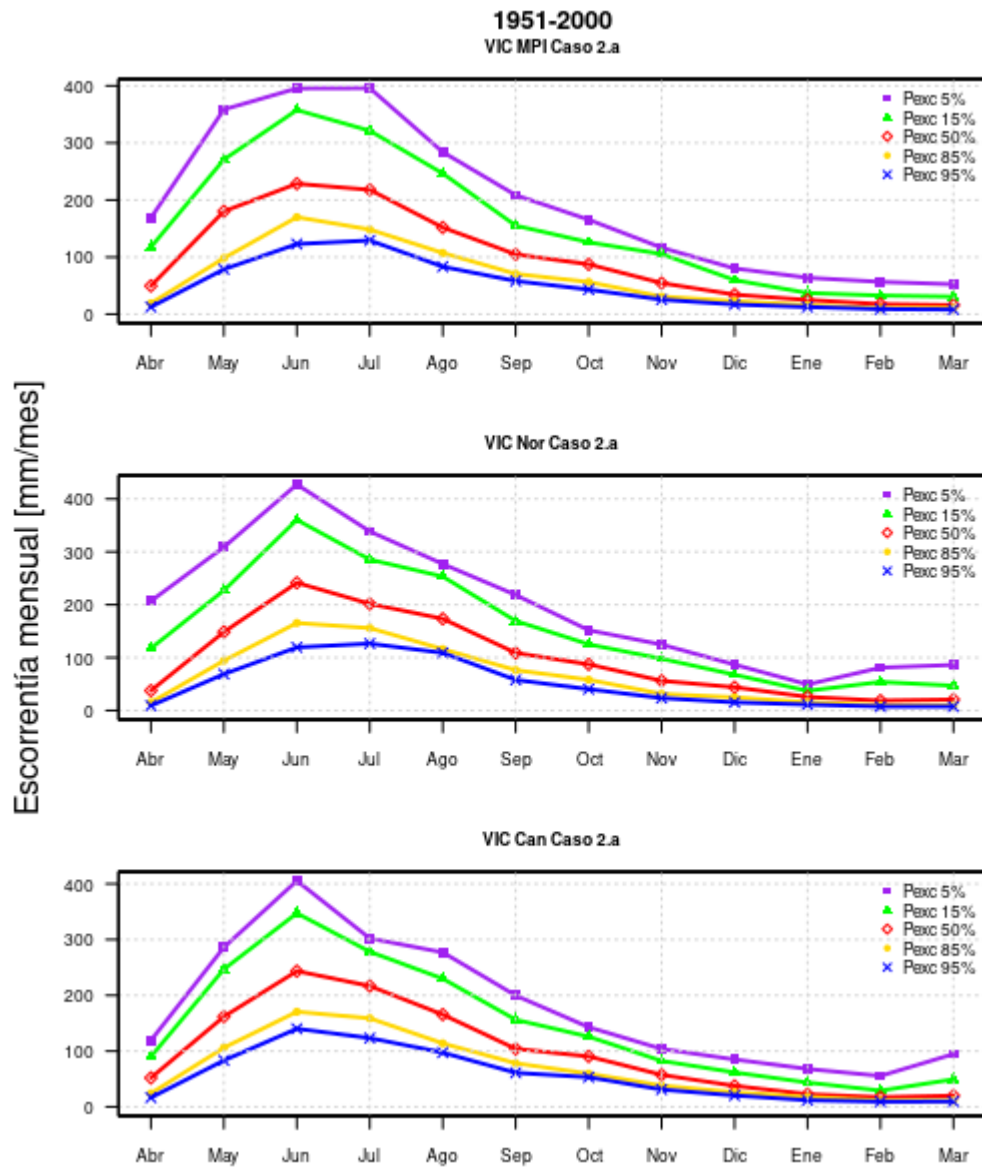 1951-2000
VIC MPI Caso 2.a
Escorrentía mensual [mm/mes]
400
300
200
100
0
Pexc 5%
Pexc 15%
Pexc 50%
Pexc 85%
Pexc 95%
Abr May Jun Jul Ago Sep Oct Nov Dic Ene Feb Mar
VIC Nor Caso 2.a
400
300
200
100
0
Pexc 5%
Pexc 15%
Pexc 50%
Pexc 85%
Pexc 95%
Abr May Jun Jul Ago Sep Oct Nov Dic Ene Feb Mar
VIC Can Caso 2.a
400
300
200
100
0
Pexc 5%
Pexc 15%
Pexc 50%
Pexc 85%
Pexc 95%
Abr May Jun Jul Ago Sep Oct Nov Dic Ene Feb Mar